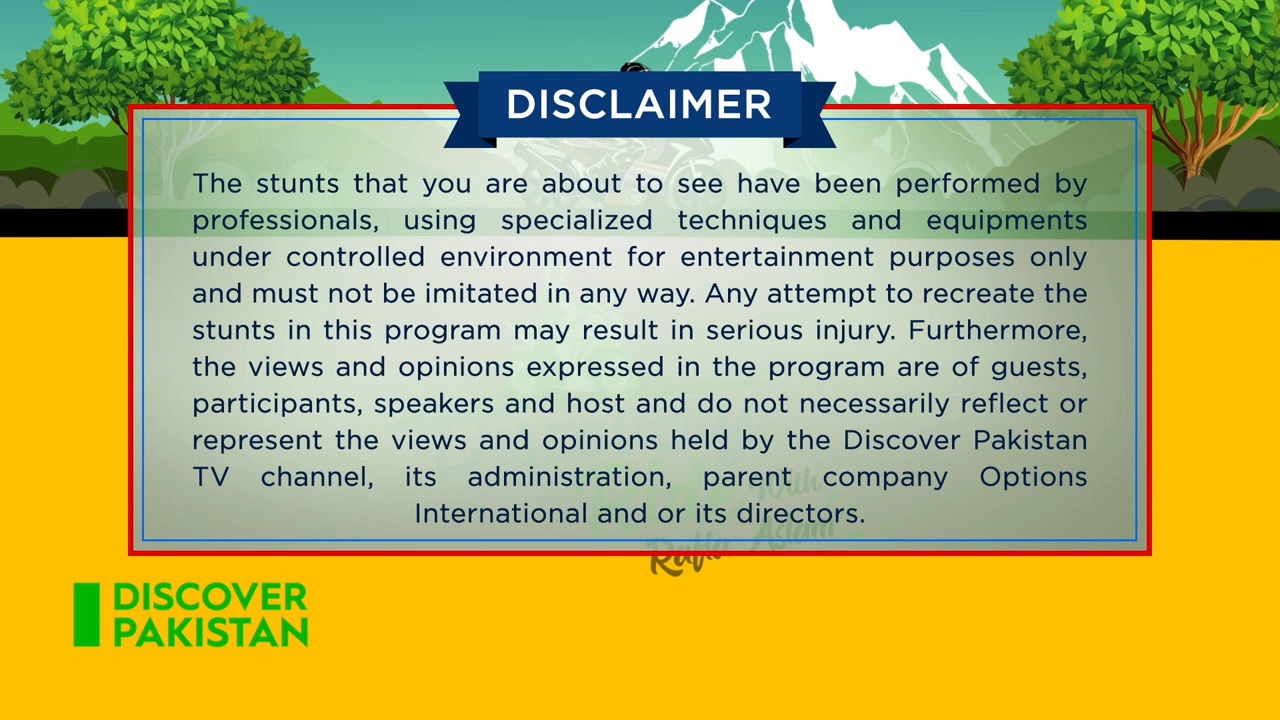 DISCLAIMER
The stunts that you are about to see have been performed by
professionals, using specialized techniques and equipments
under controlled environment for entertainment purposes only
and must not be imitated in any way. Any attempt to recreate the
stunts in this program may result in serious injury. Furthermore,
the views and opinions expressed in the program are of guests,
participants, speakers and host and do not necessarily reflect or
represent the views and opinions held by the Discover Pakistan
TV channel, its administration, parent company Options
International and or its directors.
With
Aslam
DISCOVER
PAKISTAN